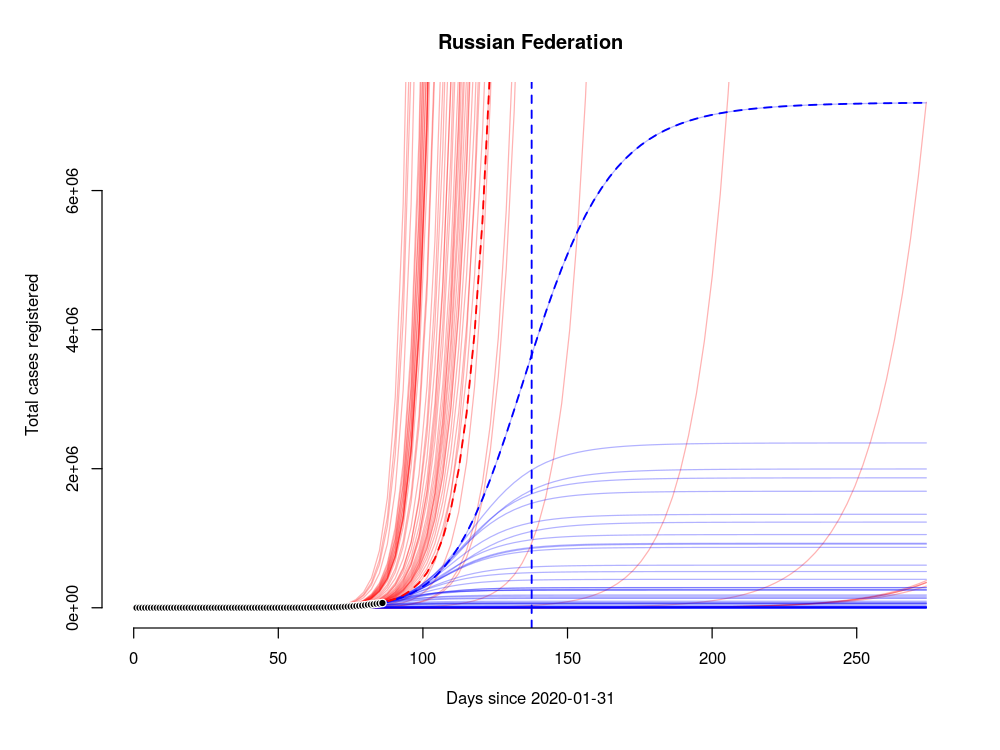 Russian Federation
Total cases registered
6e+06
4e+06
2e+06
0e+00
0 50 100 150 200 250
Days since 2020-01-31